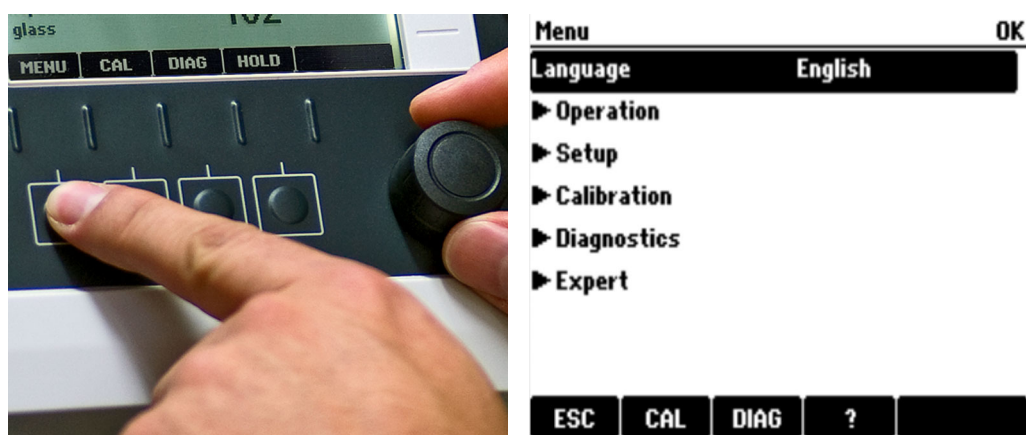 glass
MENU CAL DIAG HOLD
Menu OK
Language English
Operation
Setup
Calibration
Diagnostics
Expert
ESC CAL DIAG ?